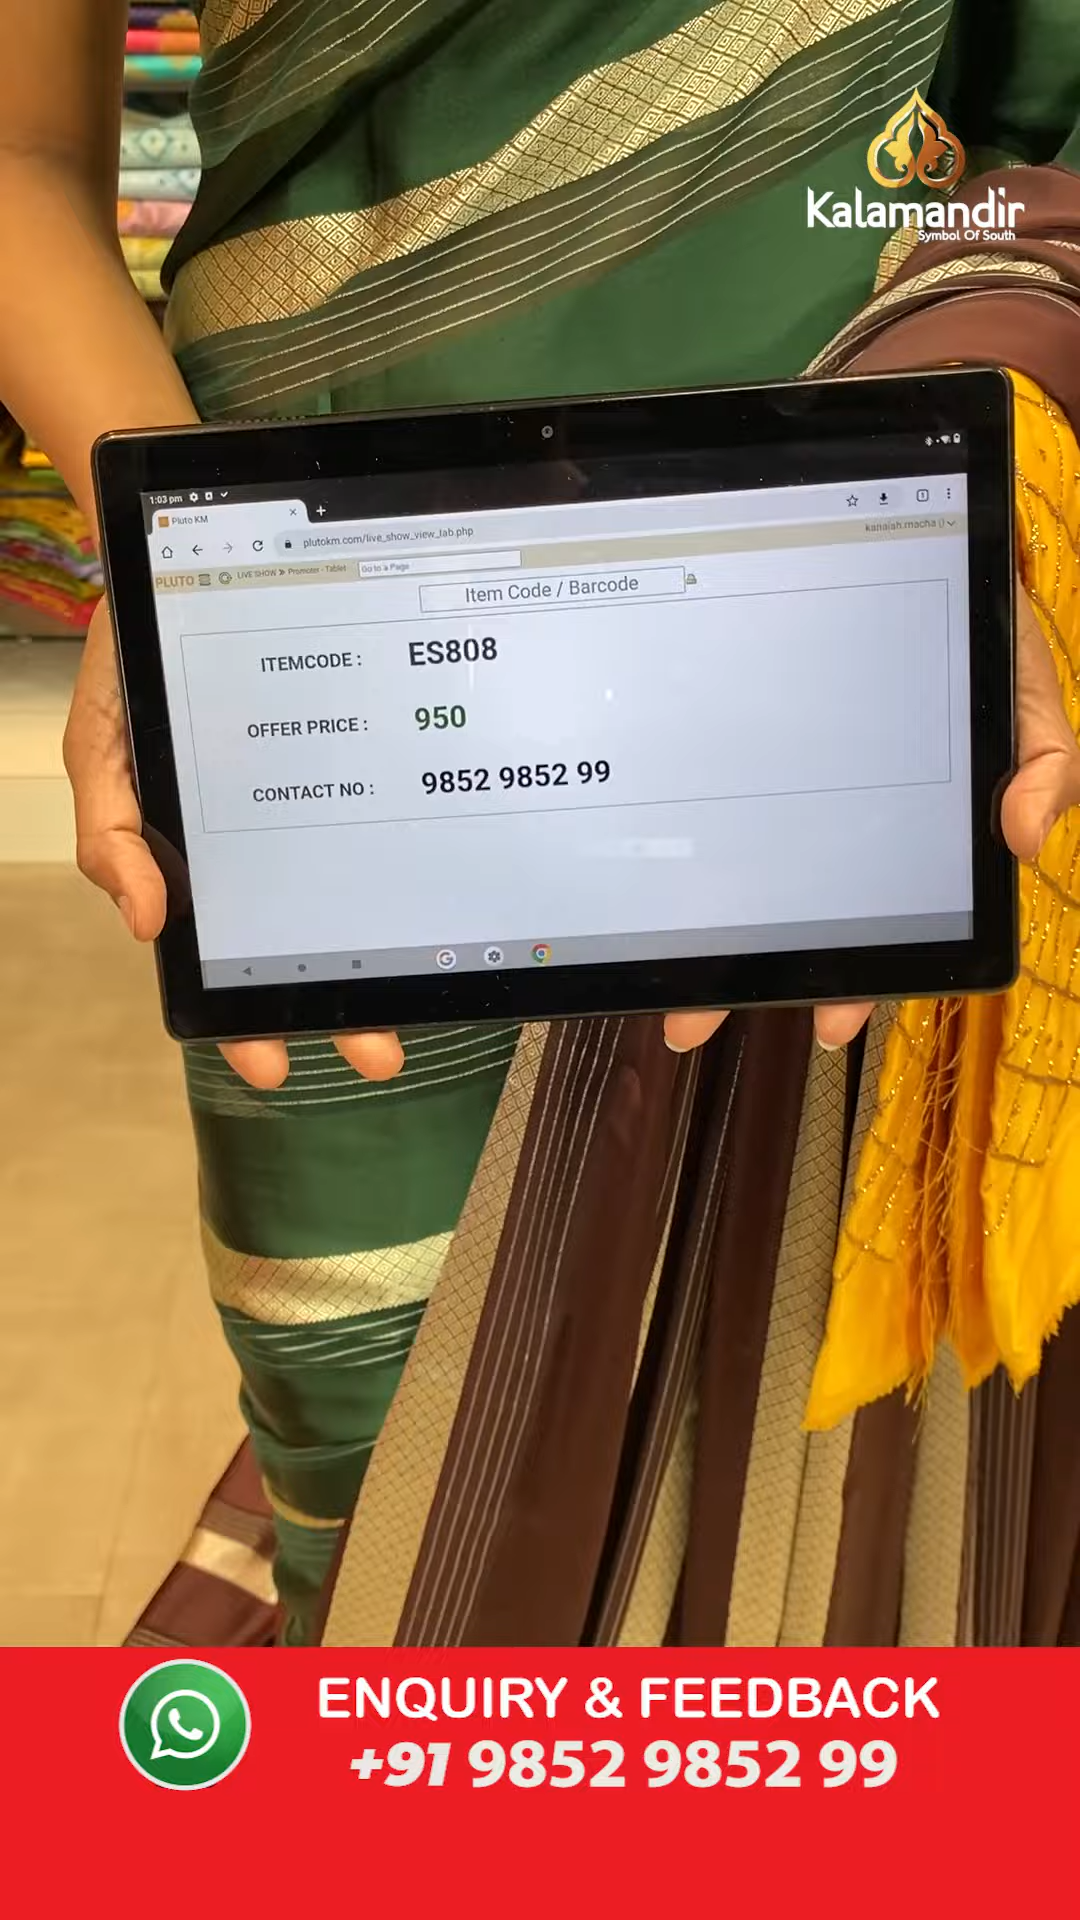 Kalamandir
Symbol Of South
1:03 pm
Pluto KM
plutokm.com/live_show_view_tab.php
kanaiah.macha ()
PLUTO
LIVE SHOW » Promoter - Tablet
Go to a Page
Item Code / Barcode
ITEMCODE : ES808
OFFER PRICE : 950
CONTACT NO : 9852 9852 99
ENQUIRY & FEEDBACK
+91 9852 9852 99